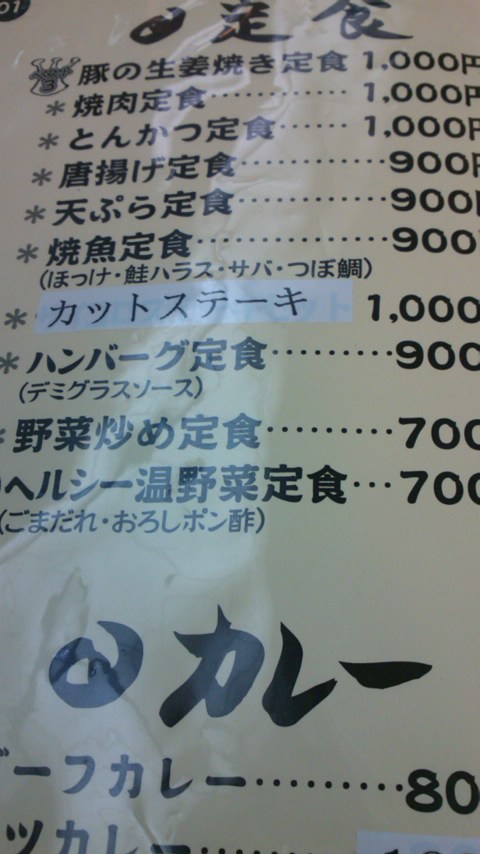 01
定食
豚の生姜焼き定食 1,000円
*焼肉定食………1,000円
*とんかつ定食……1,000円
*唐揚げ定食………900円
*天ぷら定食………900
*焼魚定食…………900
(ほっけ・鮭ハラス・サバ・つぼ鯛)
*カットステーキ 1,000
*ハンバーグ定食………900
(デミグラスソース)
*野菜炒め定食………700
ヘルシー温野菜定食…700
(ごまだれ・おろしポン酢)
カレー
ビーフカレー………80
ツカレー………